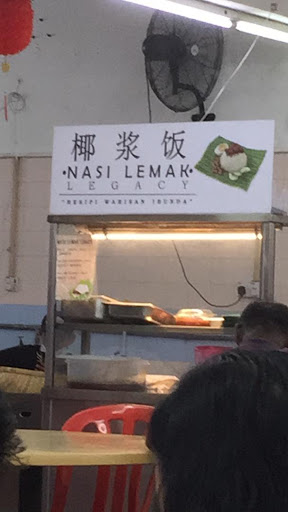 椰 浆 饭
•NASI LEMAK•
LEGACY
"RESIPI WARISAN IBUNDA"